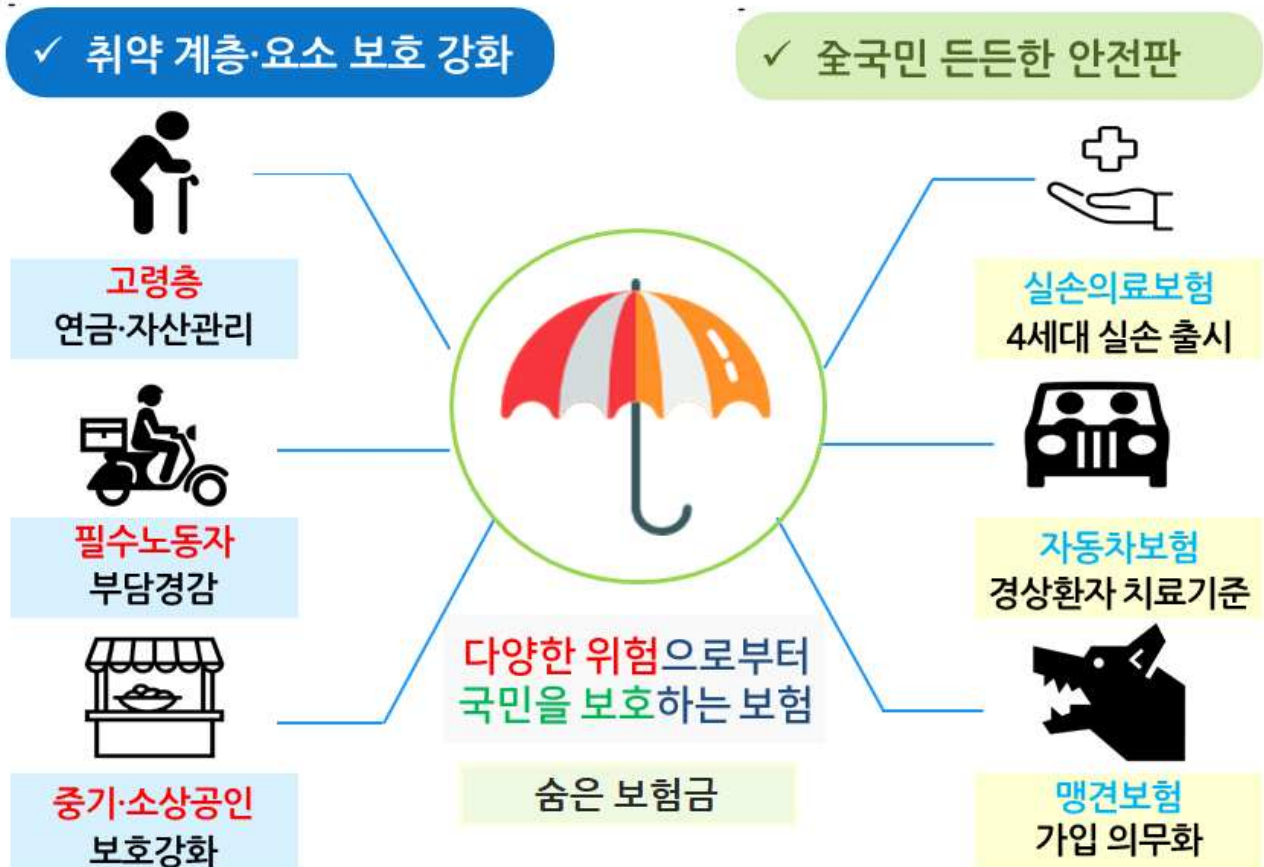 ✓ 취약 계층·요소 보호 강화
고령층
연금·자산관리
필수노동자
부담경감
중기·소상공인
보호강화
✓ 全국민 든든한 안전판
실손의료보험
4세대 실손 출시
자동차보험
경상환자 치료기준
맹견보험
가입 의무화
다양한 위험으로부터
국민을 보호하는 보험
숨은 보험금